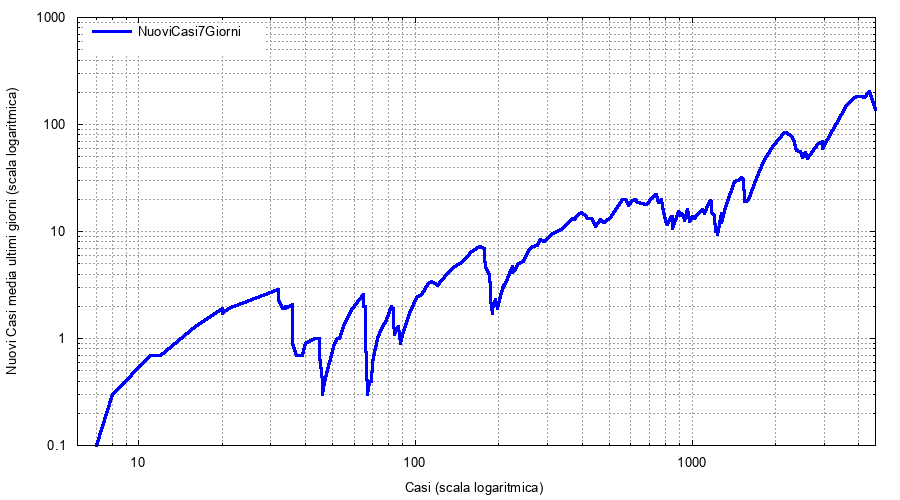 1000
NuoviCasi7Giorni
100
10
1
0.1
Nuovi Casi media ultimi giorni (scala logaritmica)
10 100 1000
Casi (scala logaritmica)